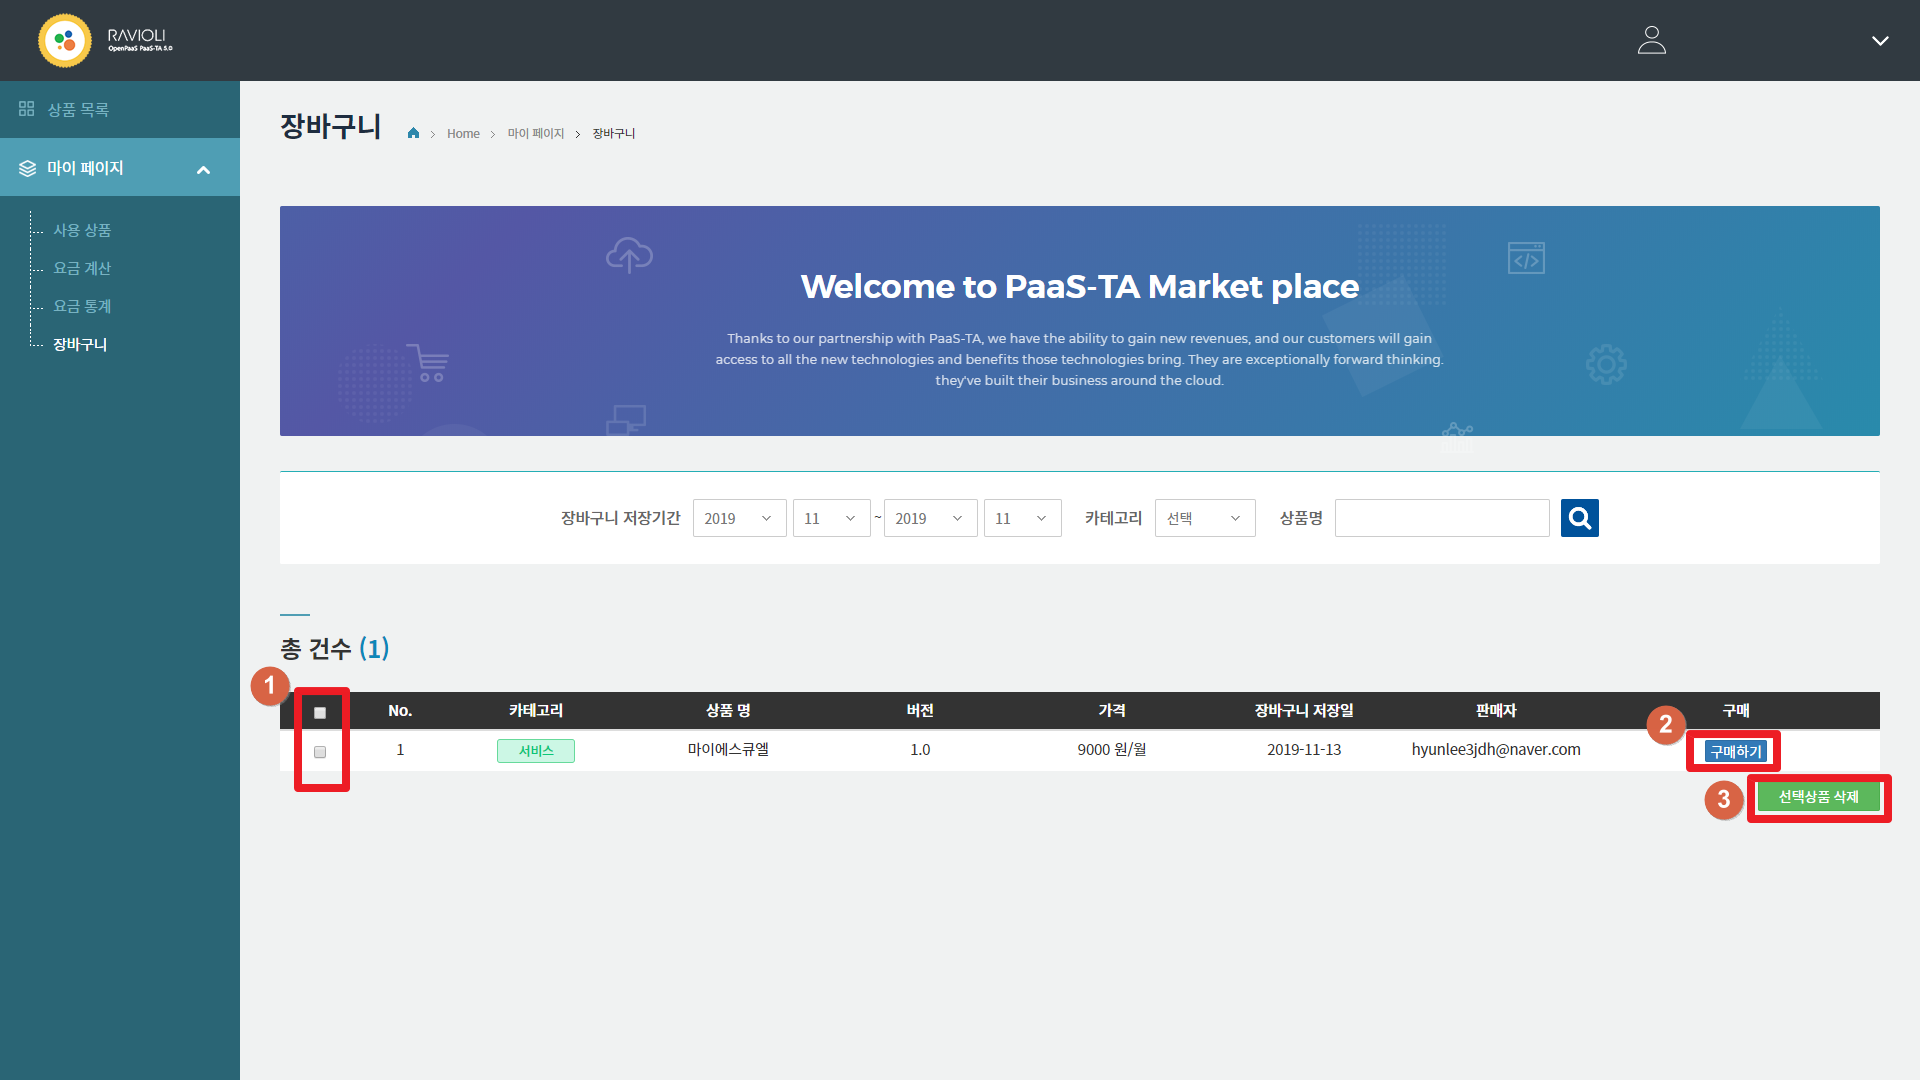 RAVIOLI
OpenPaaS PaaS-TA 5.0
상품 목록
마이 페이지
사용 상품
요금 계산
요금 통계
장바구니
장바구니
Home
마이 페이지
장바구니
Welcome to PaaS-TA Market place
Thanks to our partnership with PaaS-TA, we have the ability to gain new revenues, and our customers will gain
access to all the new technologies and benefits those technologies bring. They are exceptionally forward thinking.
they've built their business around the cloud.
장바구니 저장기간 2019 11 ~ 2019 11 카테고리 선택 상품명
총 건수 (1)
1
No. 카테고리 상품 명 버전 가격 장바구니 저장일 판매자 구매
2
1 서비스 마이에스큐엘 1.0 9000 원/월 2019-11-13 hyunlee3jdh@naver.com 구매하기
3
선택상품 삭제